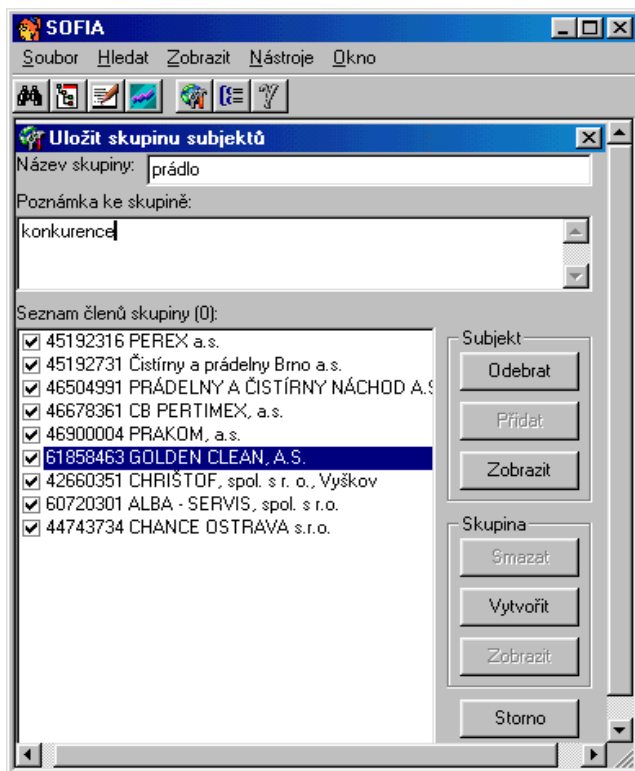 SOFIA
Soubor Hledat Zobrazit Nástroje Okno
Uložit skupinu subjektů
Název skupiny: prádlo
Poznámka ke skupině:
konkurence
Seznam členů skupiny (0):
45192316 PEREX a.s.
45192731 Čistírny a prádelny Brno a.s.
46504991 PRÁDELNY A ČISTÍRNY NÁCHOD A.S
46678361 CB PERTIMEX, a.s.
46900004 PRAKOM, a.s.
61858463 GOLDEN CLEAN, A.S.
42660351 CHRIŠTOF, spol. s r. o., Vyškov
60720301 ALBA - SERVIS, spol. s r.o.
44743734 CHANCE OSTRAVA s.r.o.
Subjekt
Odebrat
Přidat
Zobrazit
Skupina
Smazat
Vytvořit
Zobrazit
Storno